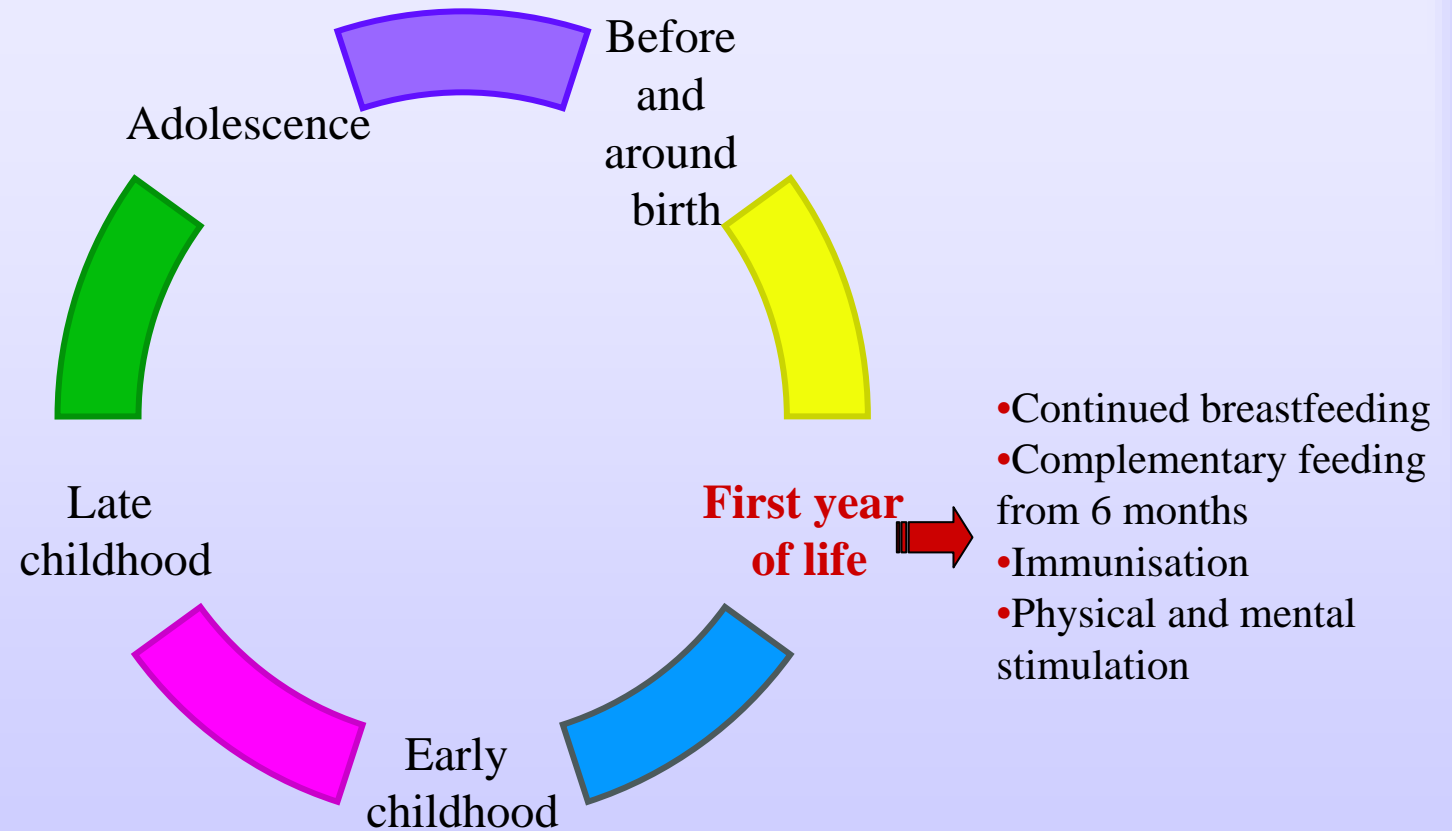 Before
and
around
birth
Adolescence
First year
of life
•Continued breastfeeding
•Complementary feeding
from 6 months
•Immunisation
•Physical and mental
stimulation
Late
childhood
Early
childhood